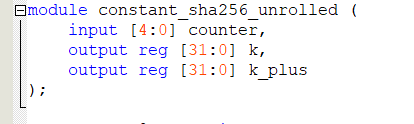 module constant_sha256_unrolled (
input [4:0] counter,
output reg [31:0] k,
output reg [31:0] k_plus
);